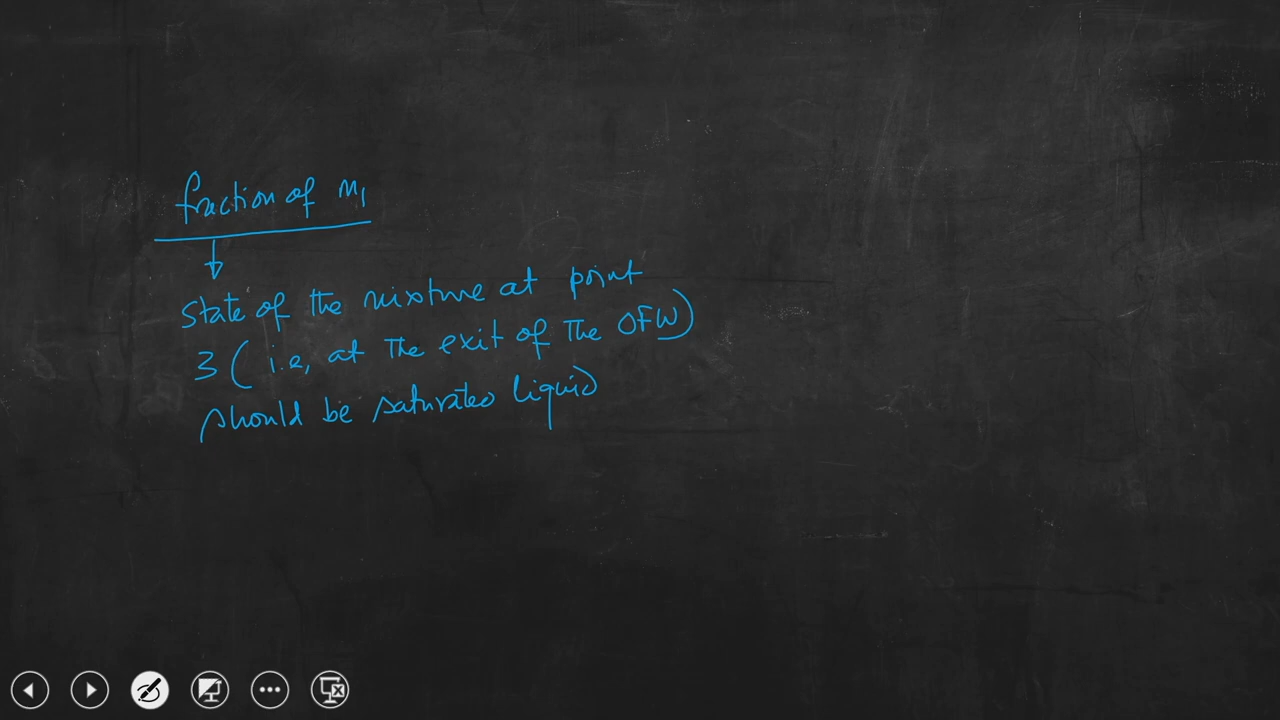 fraction of m1
State of the mixture at point
3 (i.e, at the exit of the OFW)
should be saturated liquid